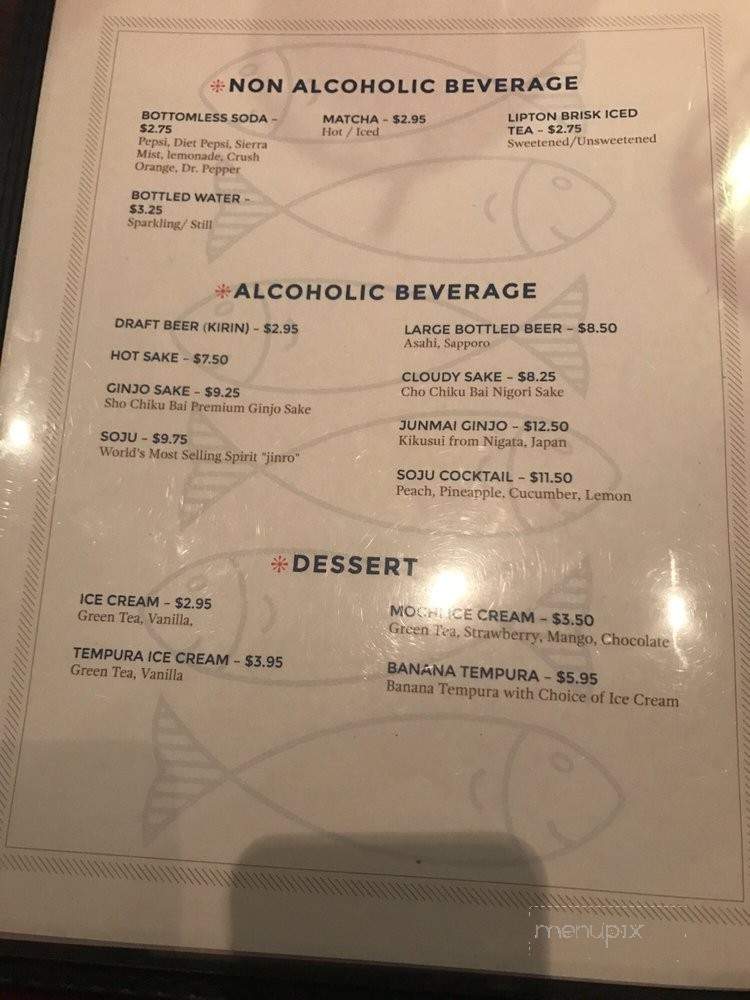 NON ALCOHOLIC BEVERAGE
BOTTOMLESS SODA –
$2.75
Pepsi, Diet Pepsi, Sierra
Mist, lemonade, Crush
Orange, Dr. Pepper
MATCHA – $2.95
Hot / Iced
LIPTON BRISK ICED
TEA – $2.75
Sweetened/Unsweetened
BOTTLED WATER –
$3.25
Sparkling/ Still
ALCOHOLIC BEVERAGE
DRAFT BEER (KIRIN) – $2.95
HOT SAKE – $7.50
GINJO SAKE – $9.25
Sho Chiku Bai Premium Ginjo Sake
SOJU – $9.75
World's Most Selling Spirit "jinro"
LARGE BOTTLED BEER – $8.50
Asahi, Sapporo
CLOUDY SAKE – $8.25
Cho Chiku Bai Nigori Sake
JUNMAI GINJO – $12.50
Kikusui from Nigata, Japan
SOJU COCKTAIL – $11.50
Peach, Pineapple, Cucumber, Lemon
DESSERT
ICE CREAM – $2.95
Green Tea, Vanilla,
TEMPURA ICE CREAM – $3.95
Green Tea, Vanilla
MOCHI ICE CREAM – $3.50
Green Tea, Strawberry, Mango, Chocolate
BANANA TEMPURA – $5.95
Banana Tempura with Choice of Ice Cream
menupix